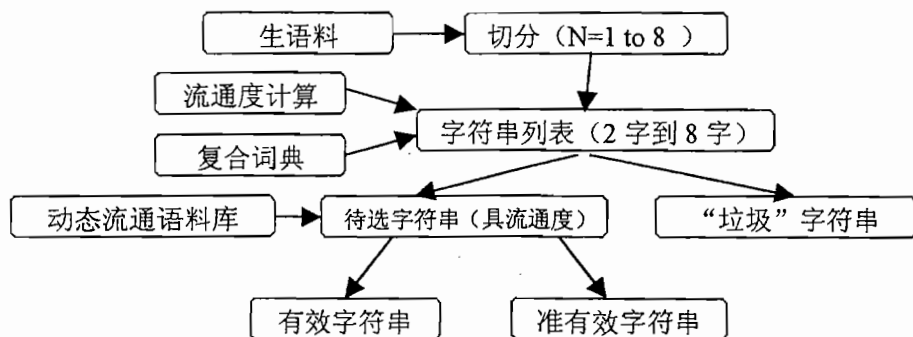 生语料
切分（N=1 to 8 ）
流通度计算
字符串列表（2 字到 8 字）
复合词典
动态流通语料库
待选字符串（具流通度）
“垃圾”字符串
有效字符串
准有效字符串